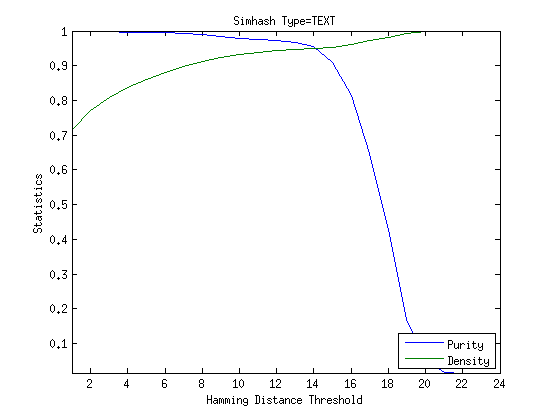 Simhash Type=TEXT
1
0.9
0.8
0.7
0.6
0.5
0.4
0.3
0.2
0.1
Statistics
2 4 6 8 10 12 14 16 18 20 22 24
Hamming Distance Threshold
Purity
Density